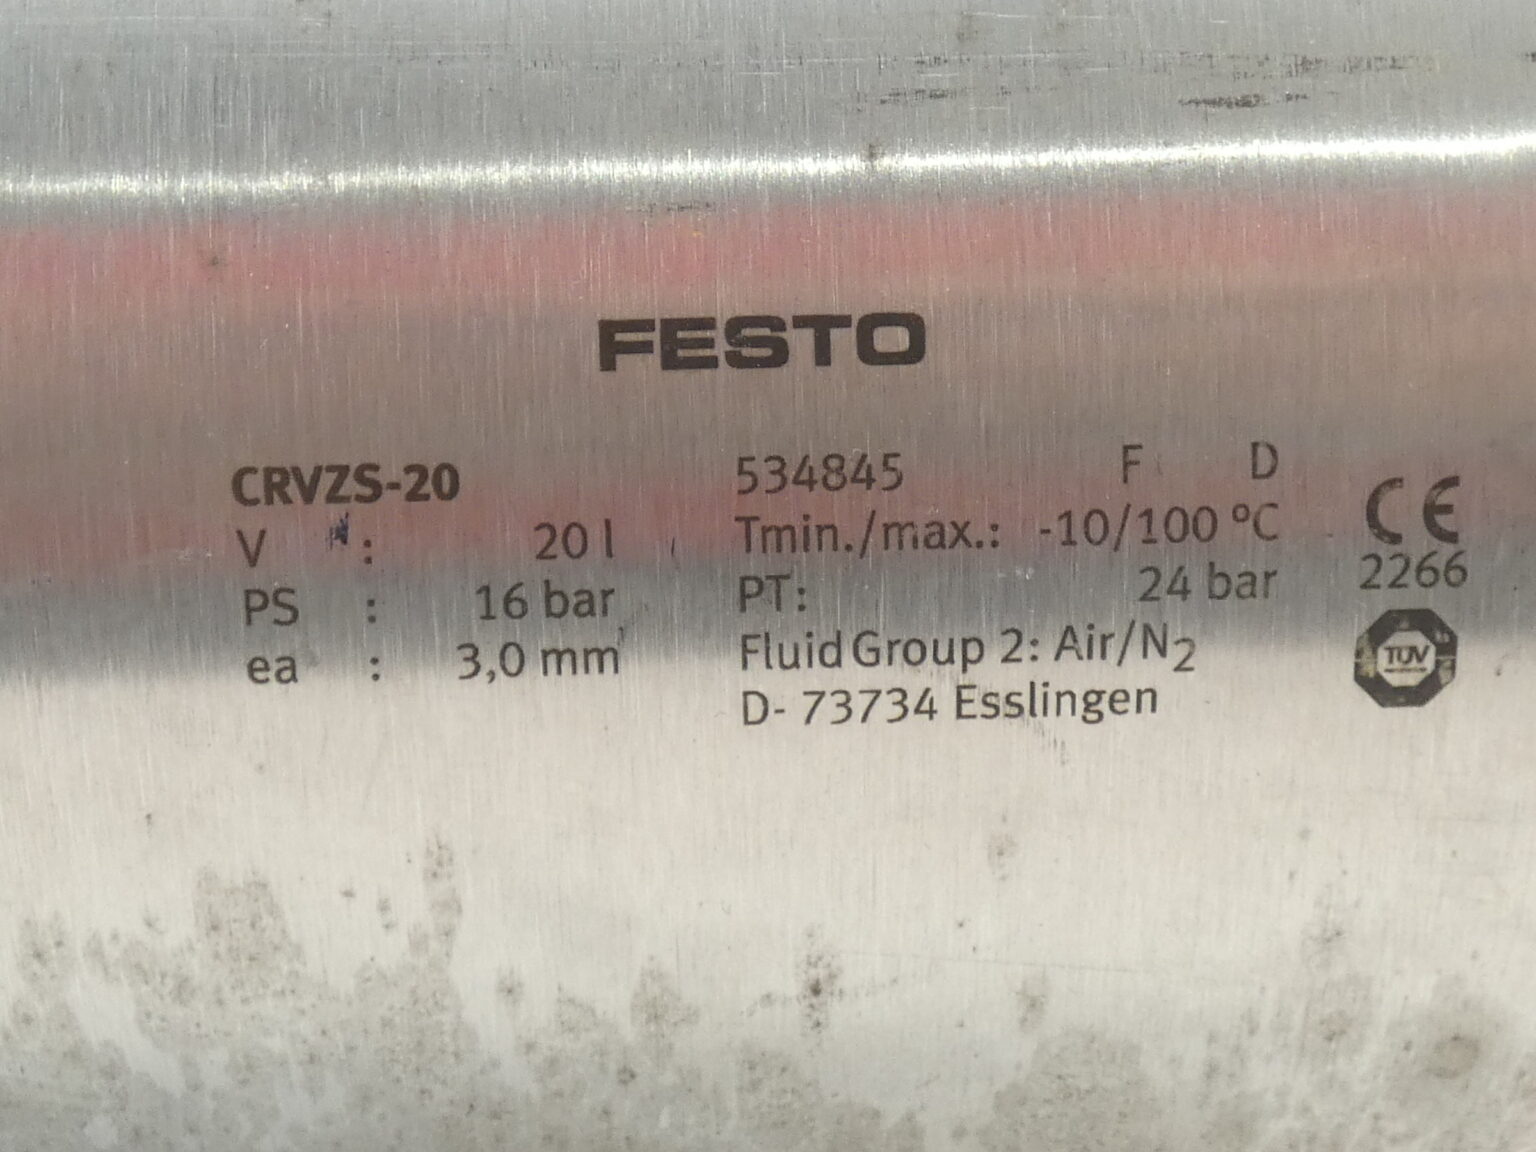 FESTO
CRVZS-20
V : 20 l
PS : 16 bar
ea : 3,0 mm
534845 F D
Tmin./max.: -10/100 °C
PT: 24 bar
Fluid Group 2: Air/N₂
D- 73734 Esslingen
CE
2266
TÜV